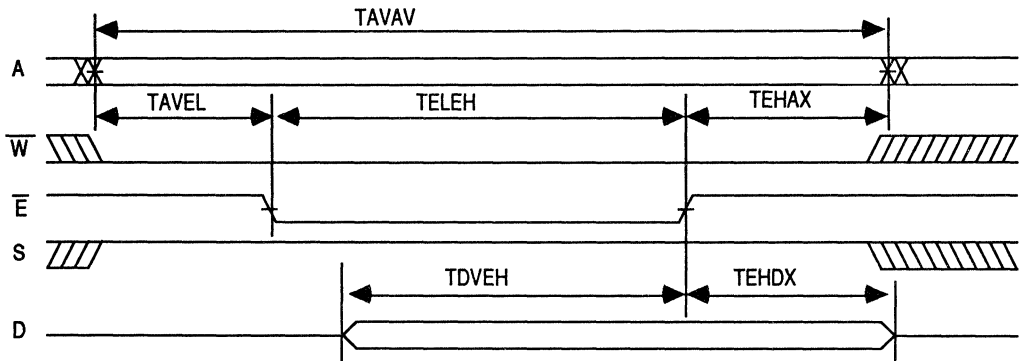 TAVAV
A
TAVEL TELEH TEHAX
W̅
E̅
S
TDVEH TEHDX
D